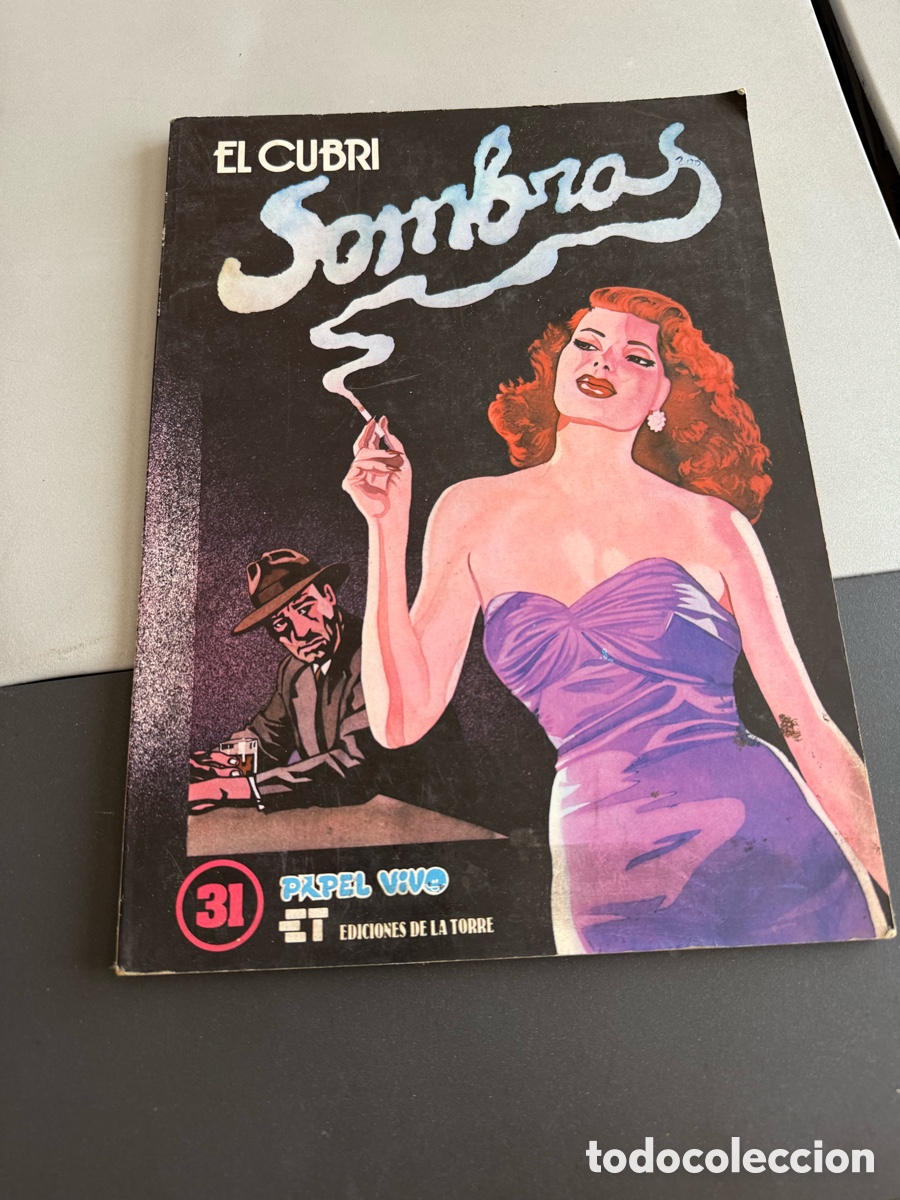 EL CUBRI
Sombras
31
PAPEL VIVO
ET EDICIONES DE LA TORRE
todocoleccion